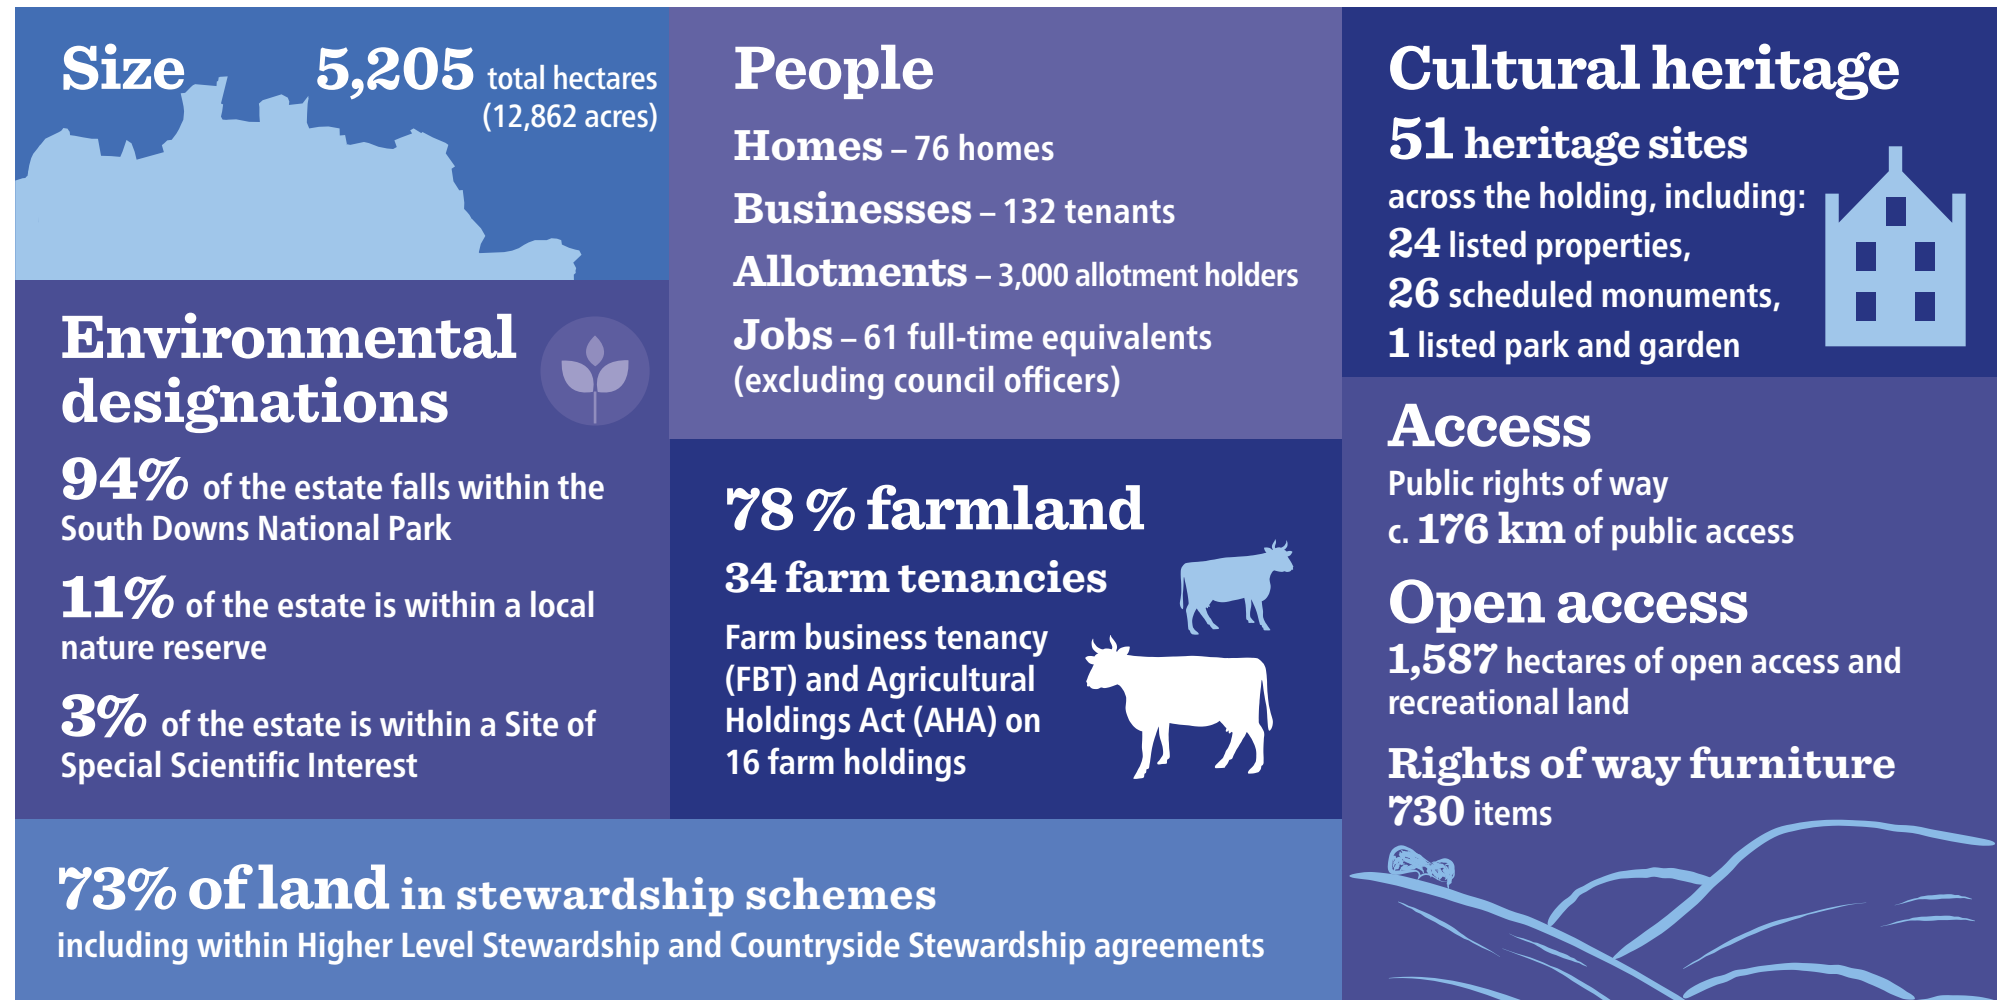 Size
5,205 total hectares
(12,862 acres)
Environmental
designations
94% of the estate falls within the
South Downs National Park
11% of the estate is within a local
nature reserve
3% of the estate is within a Site of
Special Scientific Interest
People
Homes – 76 homes
Businesses – 132 tenants
Allotments – 3,000 allotment holders
Jobs – 61 full-time equivalents
(excluding council officers)
78 % farmland
34 farm tenancies
Farm business tenancy
(FBT) and Agricultural
Holdings Act (AHA) on
16 farm holdings
Cultural heritage
51 heritage sites
across the holding, including:
24 listed properties,
26 scheduled monuments,
1 listed park and garden
Access
Public rights of way
c. 176 km of public access
Open access
1,587 hectares of open access and
recreational land
Rights of way furniture
730 items
73% of land in stewardship schemes
including within Higher Level Stewardship and Countryside Stewardship agreements